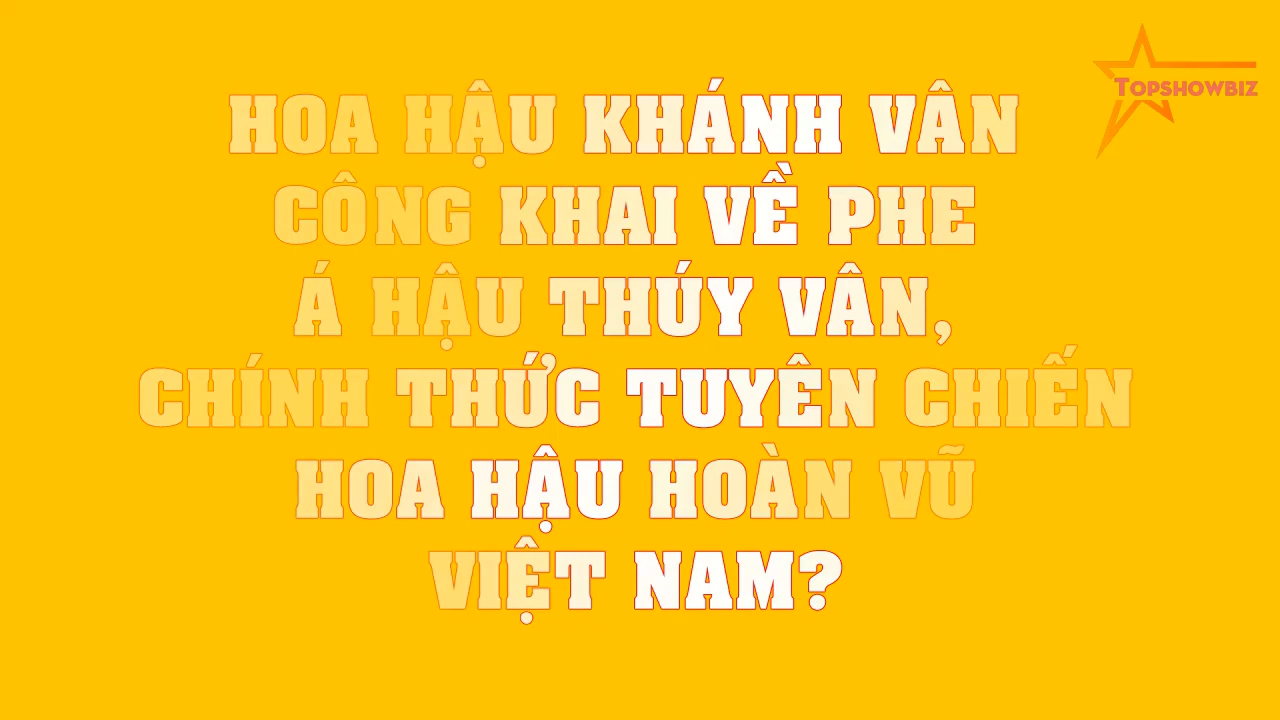 TOPSHOWBIZ
HOA HẬU KHÁNH VÂN
CÔNG KHAI VỀ PHE
Á HẬU THÚY VÂN,
CHÍNH THỨC TUYÊN CHIẾN
HOA HẬU HOÀN VŨ
VIỆT NAM?